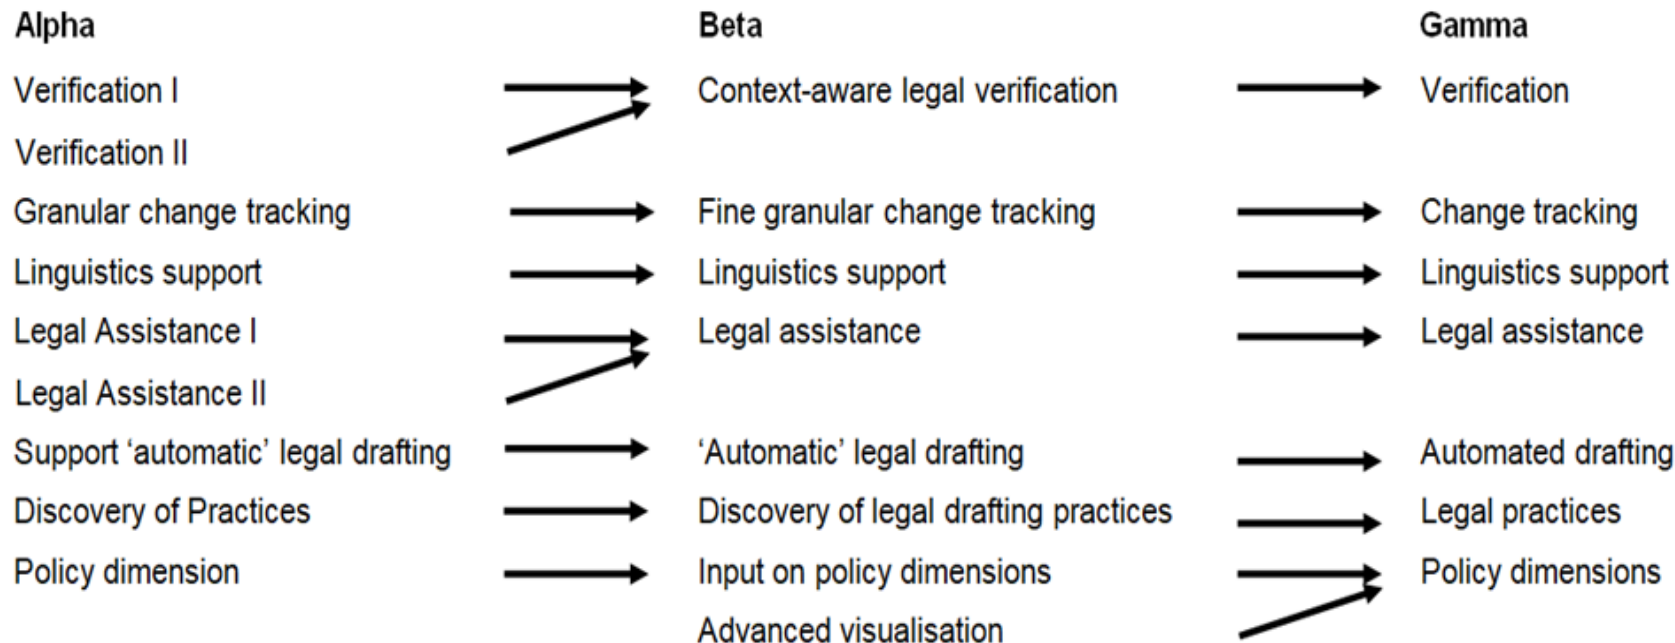 Alpha Beta Gamma
Verification I Context-aware legal verification Verification
Verification II
Granular change tracking Fine granular change tracking Change tracking
Linguistics support Linguistics support Linguistics support
Legal Assistance I Legal assistance Legal assistance
Legal Assistance II
Support ‘automatic’ legal drafting ‘Automatic’ legal drafting Automated drafting
Discovery of Practices Discovery of legal drafting practices Legal practices
Policy dimension Input on policy dimensions Policy dimensions
Advanced visualisation